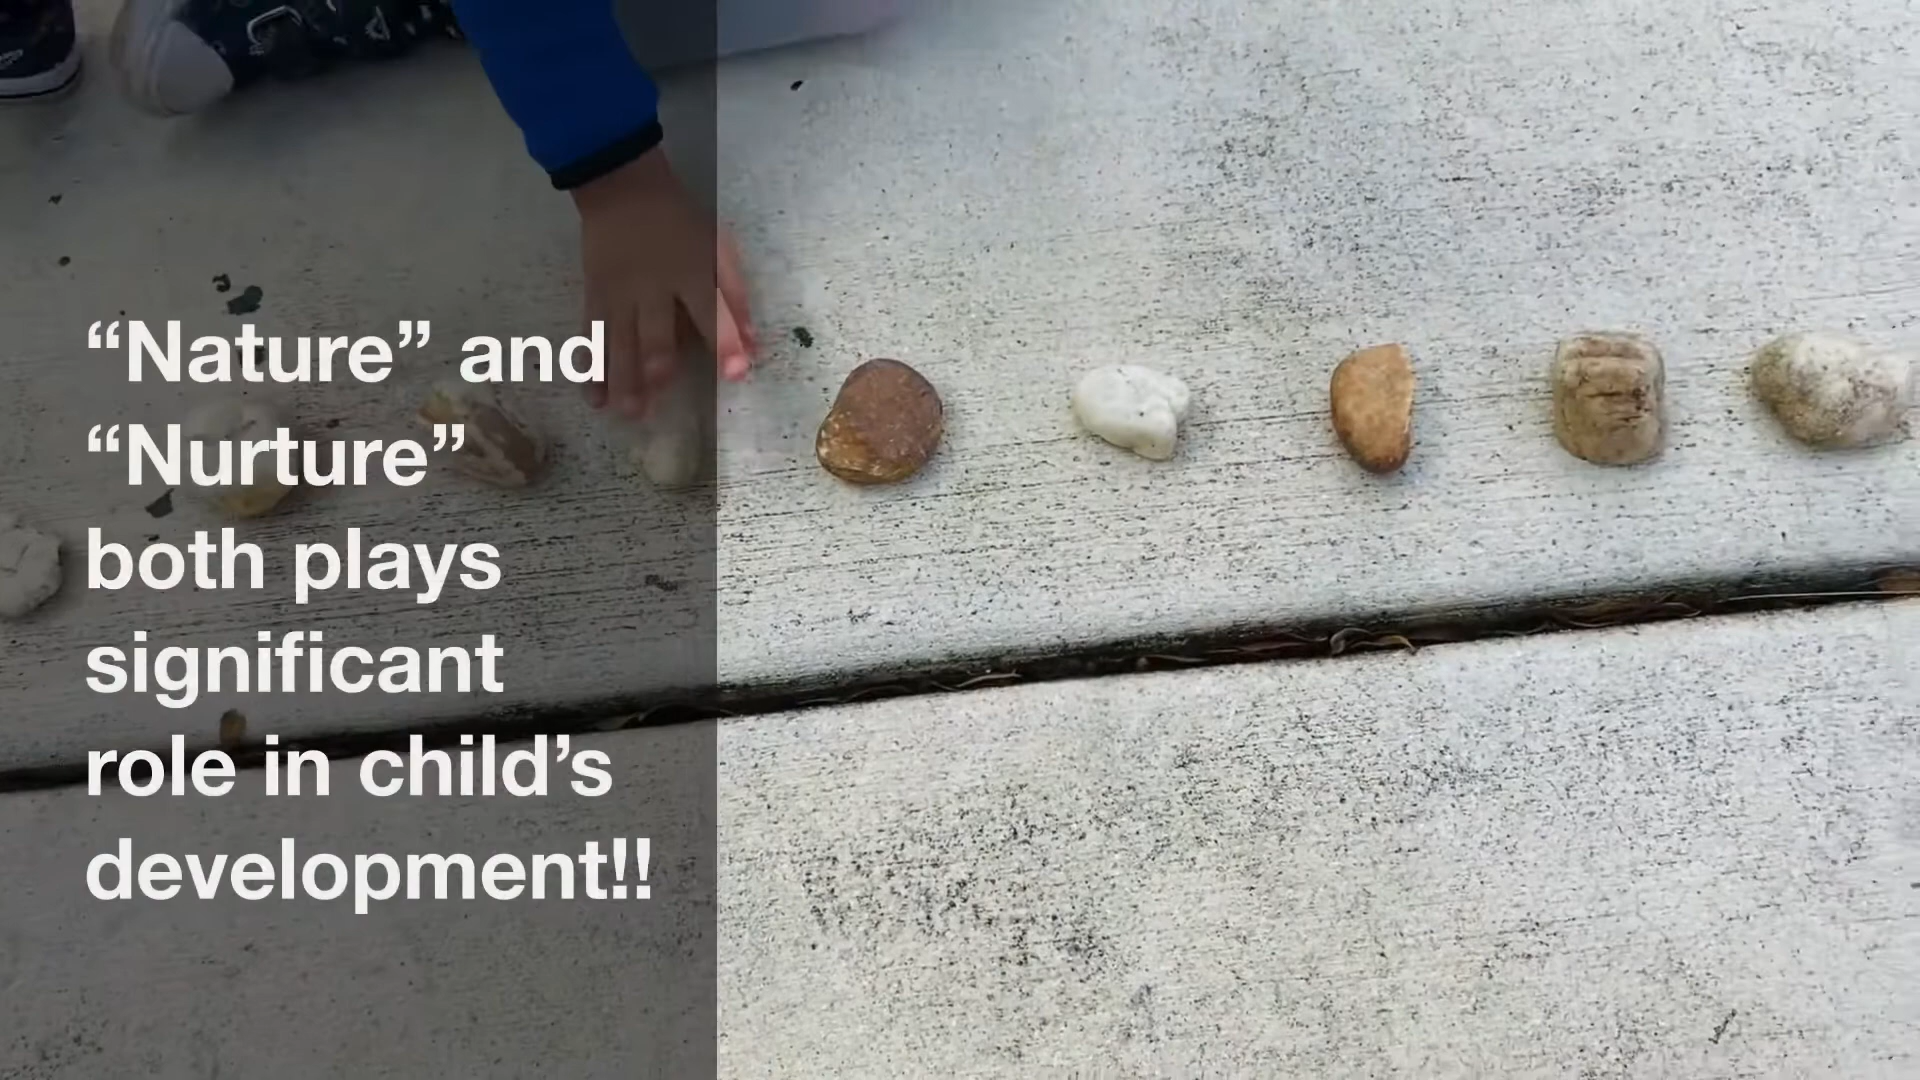 “Nature” and
“Nurture”
both plays
significant
role in child’s
development!!